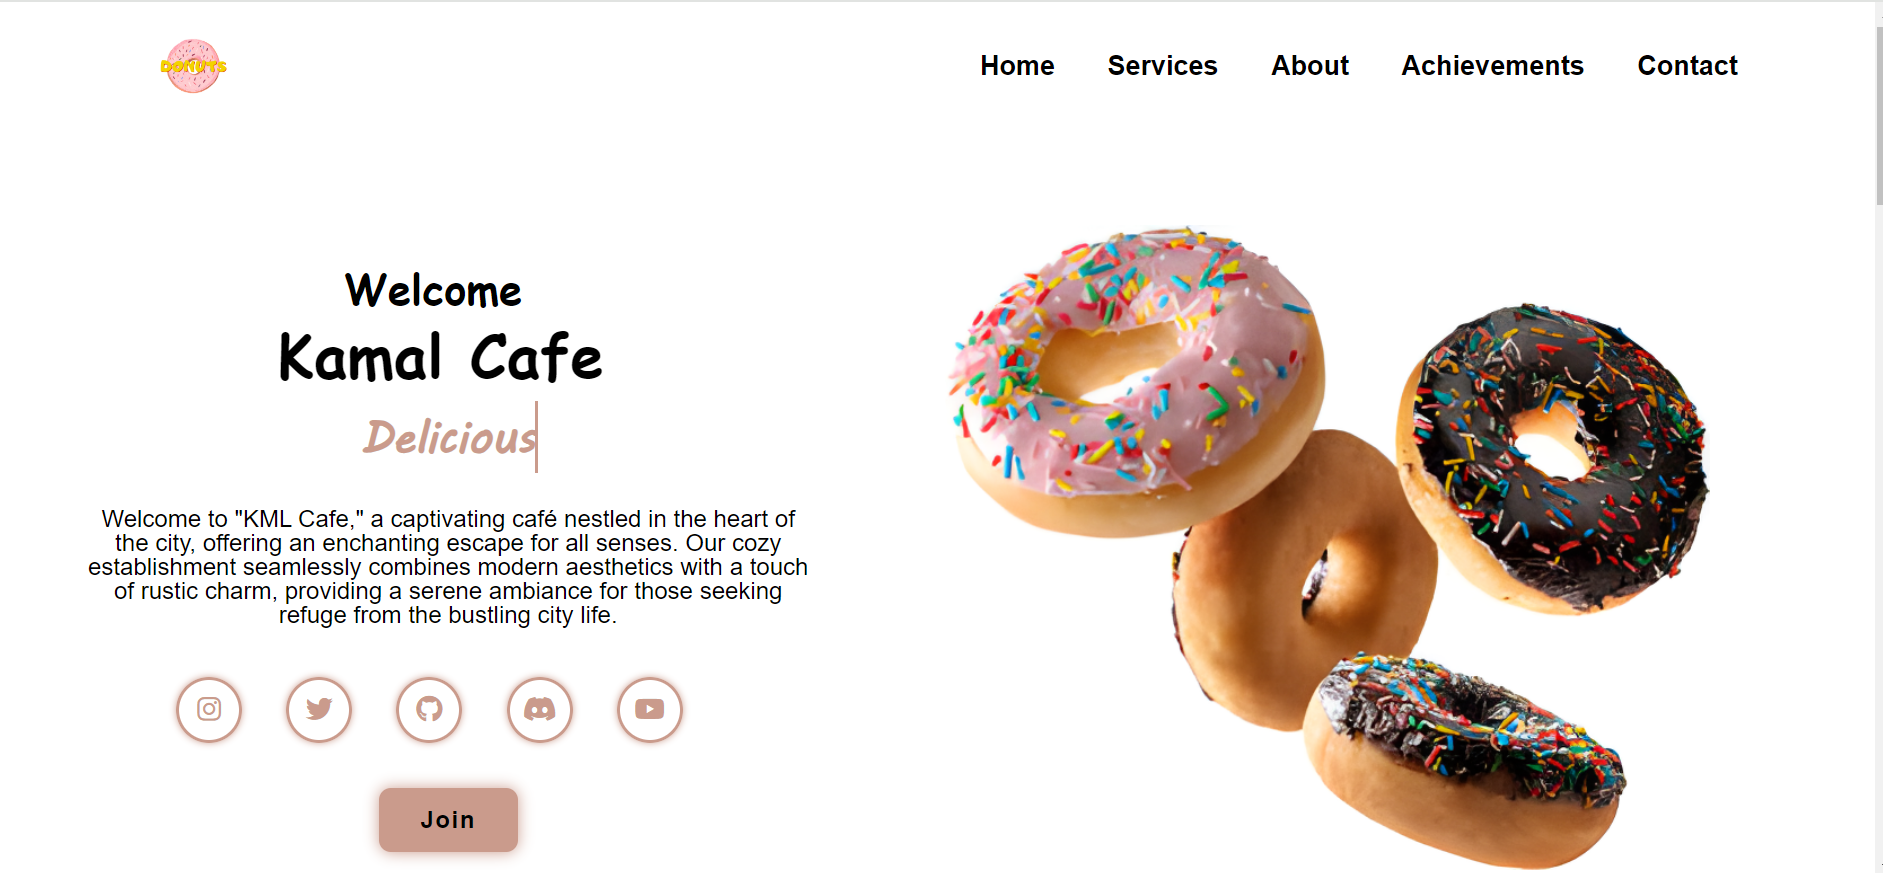 DONUTS
Home Services About Achievements Contact
Welcome
Kamal Cafe
Delicious
Welcome to "KML Cafe," a captivating café nestled in the heart of
the city, offering an enchanting escape for all senses. Our cozy
establishment seamlessly combines modern aesthetics with a touch
of rustic charm, providing a serene ambiance for those seeking
refuge from the bustling city life.
Join